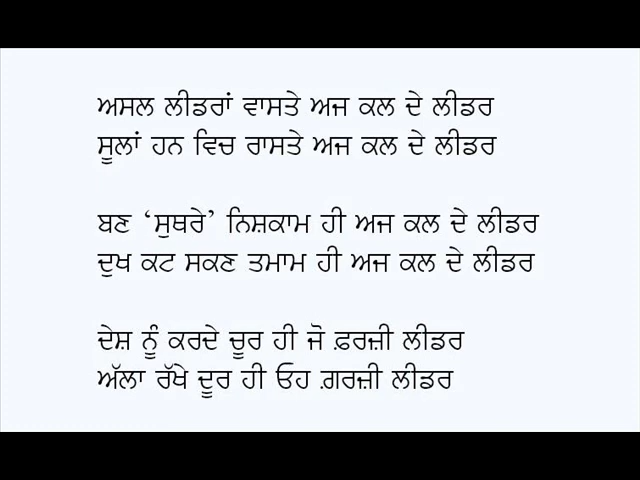 ਅਸਲ ਲੀਡਰਾਂ ਵਾਸਤੇ ਅਜ ਕਲ ਦੇ ਲੀਡਰ
ਸੂਲਾਂ ਹਨ ਵਿਚ ਰਾਸਤੇ ਅਜ ਕਲ ਦੇ ਲੀਡਰ
ਬਣ ‘ਸੁਥਰੇ’ ਨਿਸ਼ਕਾਮ ਹੀ ਅਜ ਕਲ ਦੇ ਲੀਡਰ
ਦੁਖ ਕਟ ਸਕਣ ਤਮਾਮ ਹੀ ਅਜ ਕਲ ਦੇ ਲੀਡਰ
ਦੇਸ਼ ਨੂੰ ਕਰਦੇ ਚੂਰ ਹੀ ਜੋ ਫ਼ਰਜ਼ੀ ਲੀਡਰ
ਅੱਲਾ ਰੱਖੇ ਦੂਰ ਹੀ ਓਹ ਗ਼ਰਜ਼ੀ ਲੀਡਰ